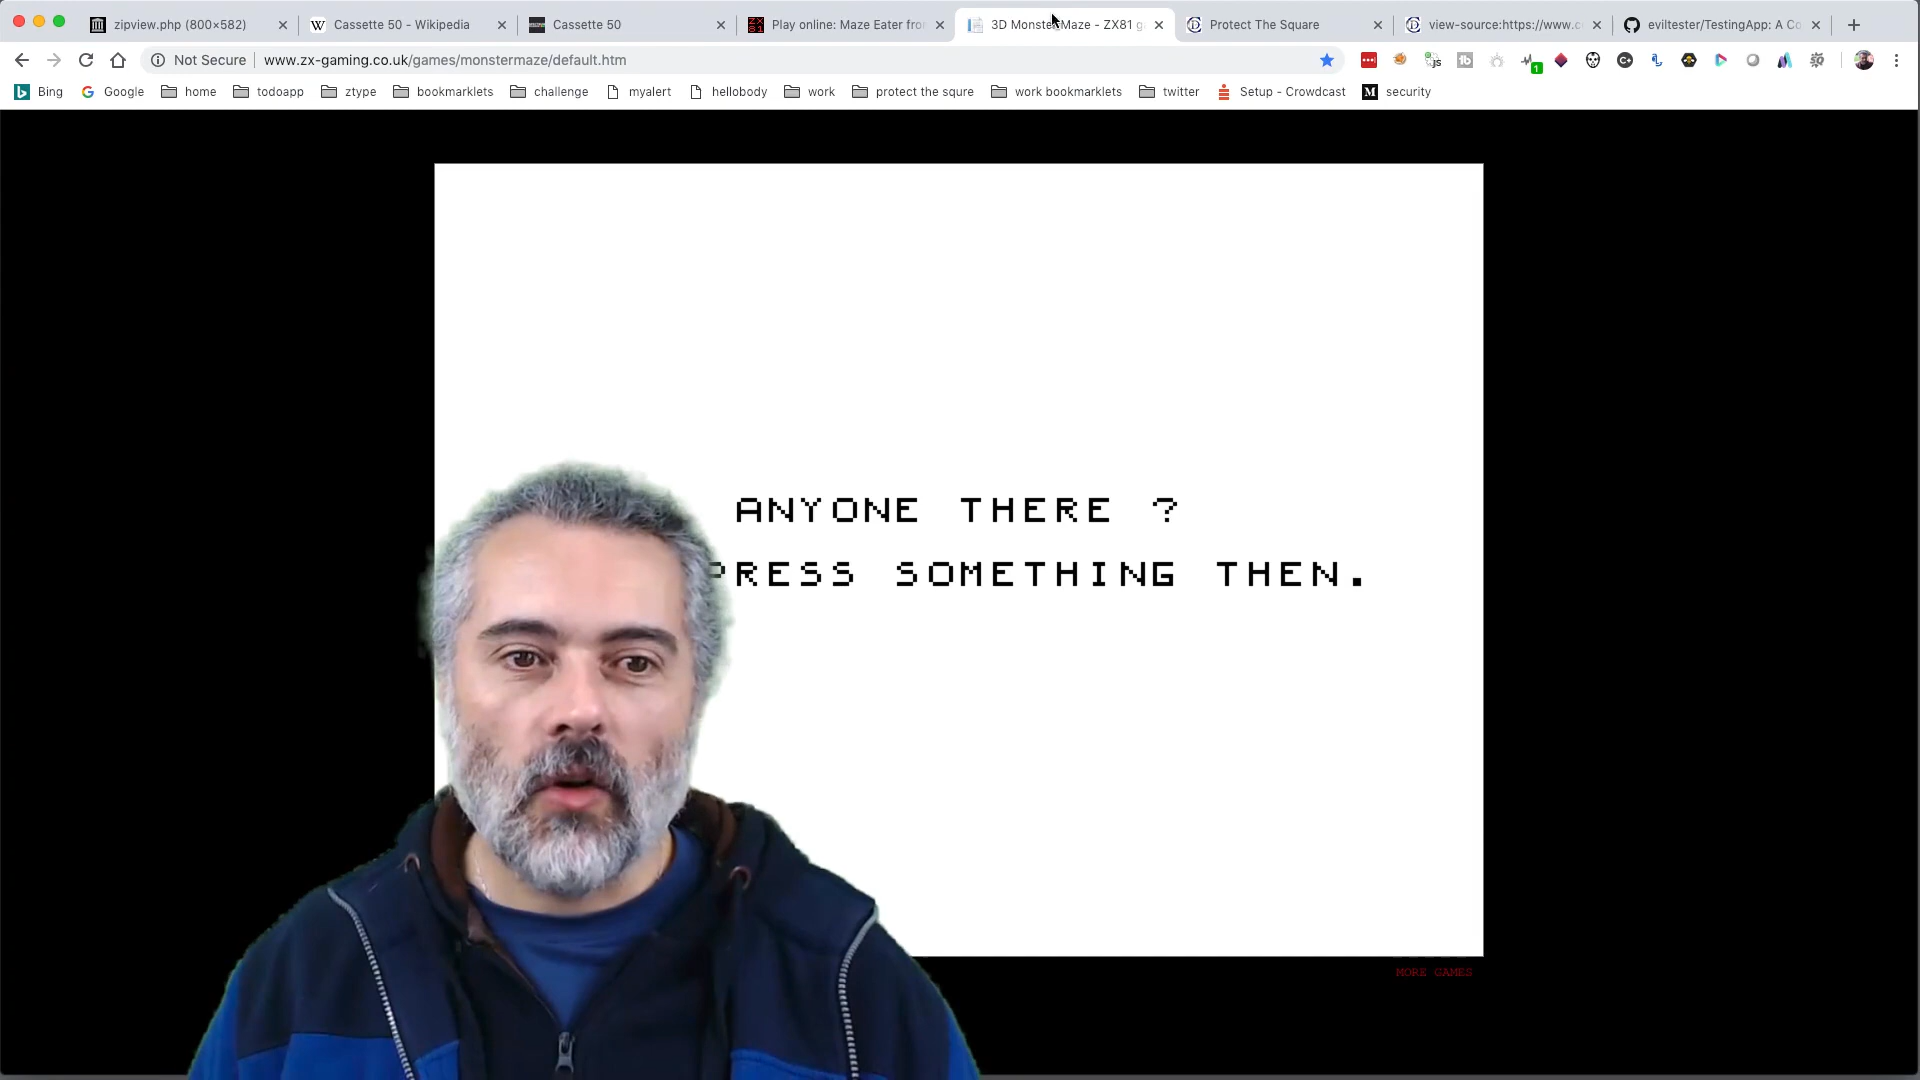 zipview.php (800×582)
Cassette 50 - Wikipedia
Cassette 50
Play online: Maze Eater fro
3D Monster Maze - ZX81 g
Protect The Square
view-source:https://www.c
eviltester/TestingApp: A Co
Not Secure
www.zx-gaming.co.uk/games/monstermaze/default.htm
Bing
Google
home
todoapp
ztype
bookmarklets
challenge
myalert
hellobody
work
protect the squre
work bookmarklets
twitter
Setup - Crowdcast
security
ANYONE THERE ?
PRESS SOMETHING THEN.
MORE GAMES